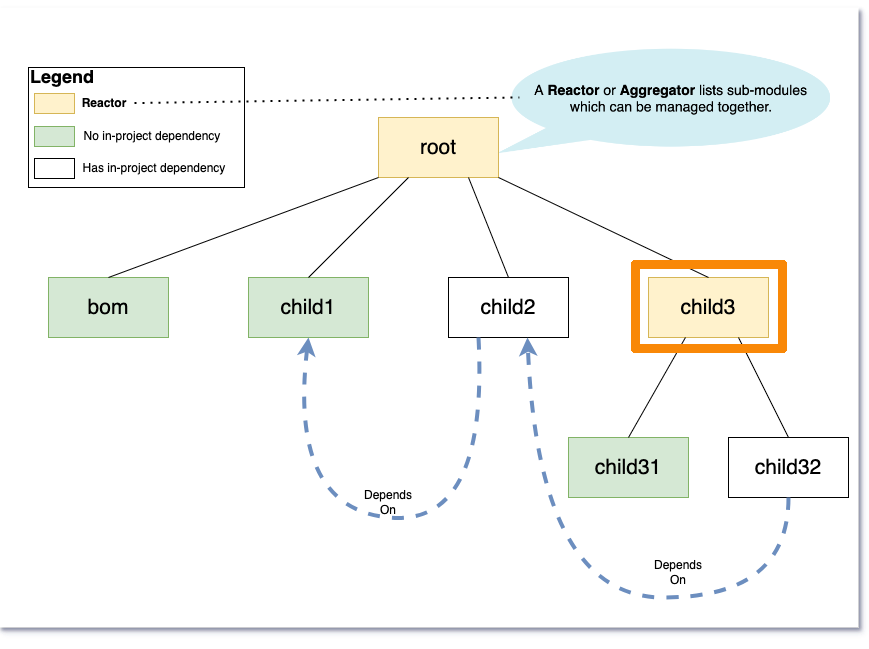 Legend
Reactor
No in-project dependency
Has in-project dependency
A Reactor or Aggregator lists sub-modules
which can be managed together.
root
bom
child1
child2
child3
child31
child32
Depends
On
Depends
On